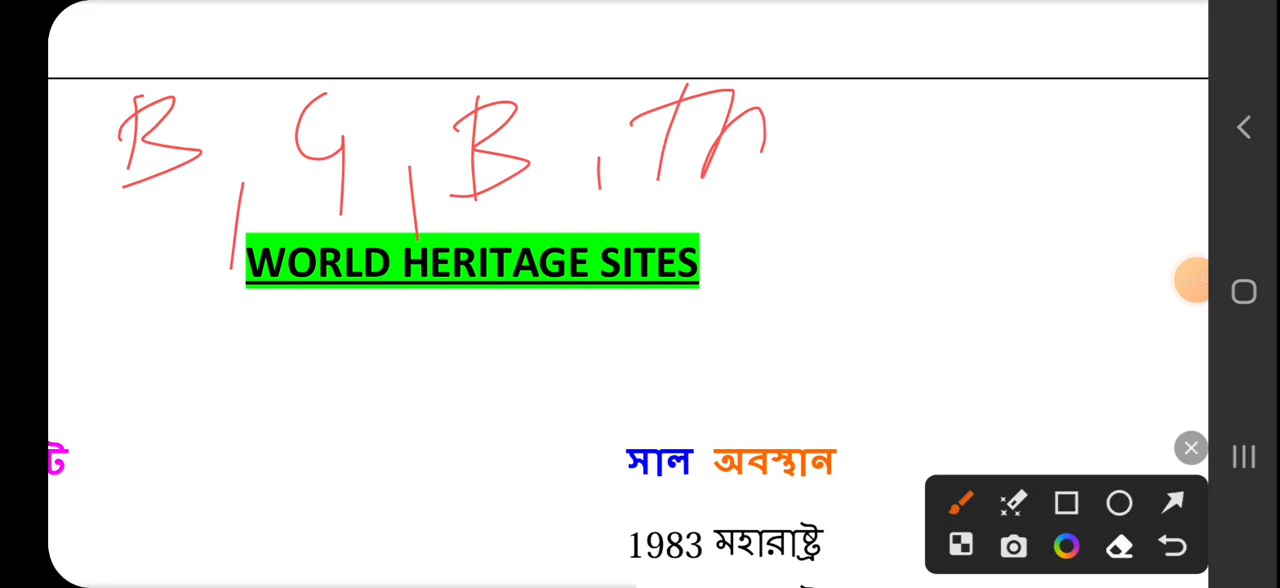 B, G, B, Th
WORLD HERITAGE SITES
টি সাল অবস্থান
1983 মহারাষ্ট্র